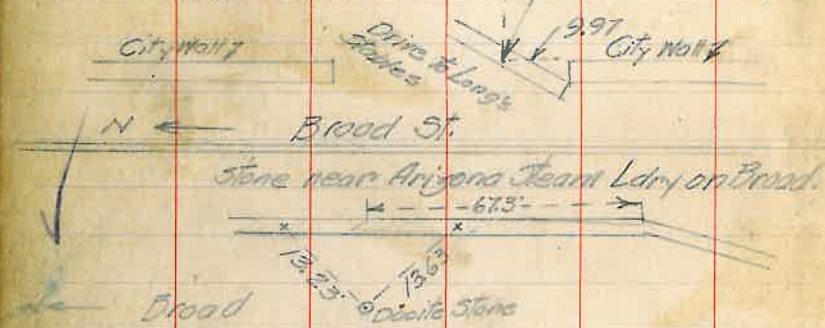 9.97
City Wall
Drive to Long's
Stables
City Wall
N
Broad St.
Stone near Arizona Steam Ldry on Broad.
67.3'
13.23'
13.63
N
Broad
Dacite Stone